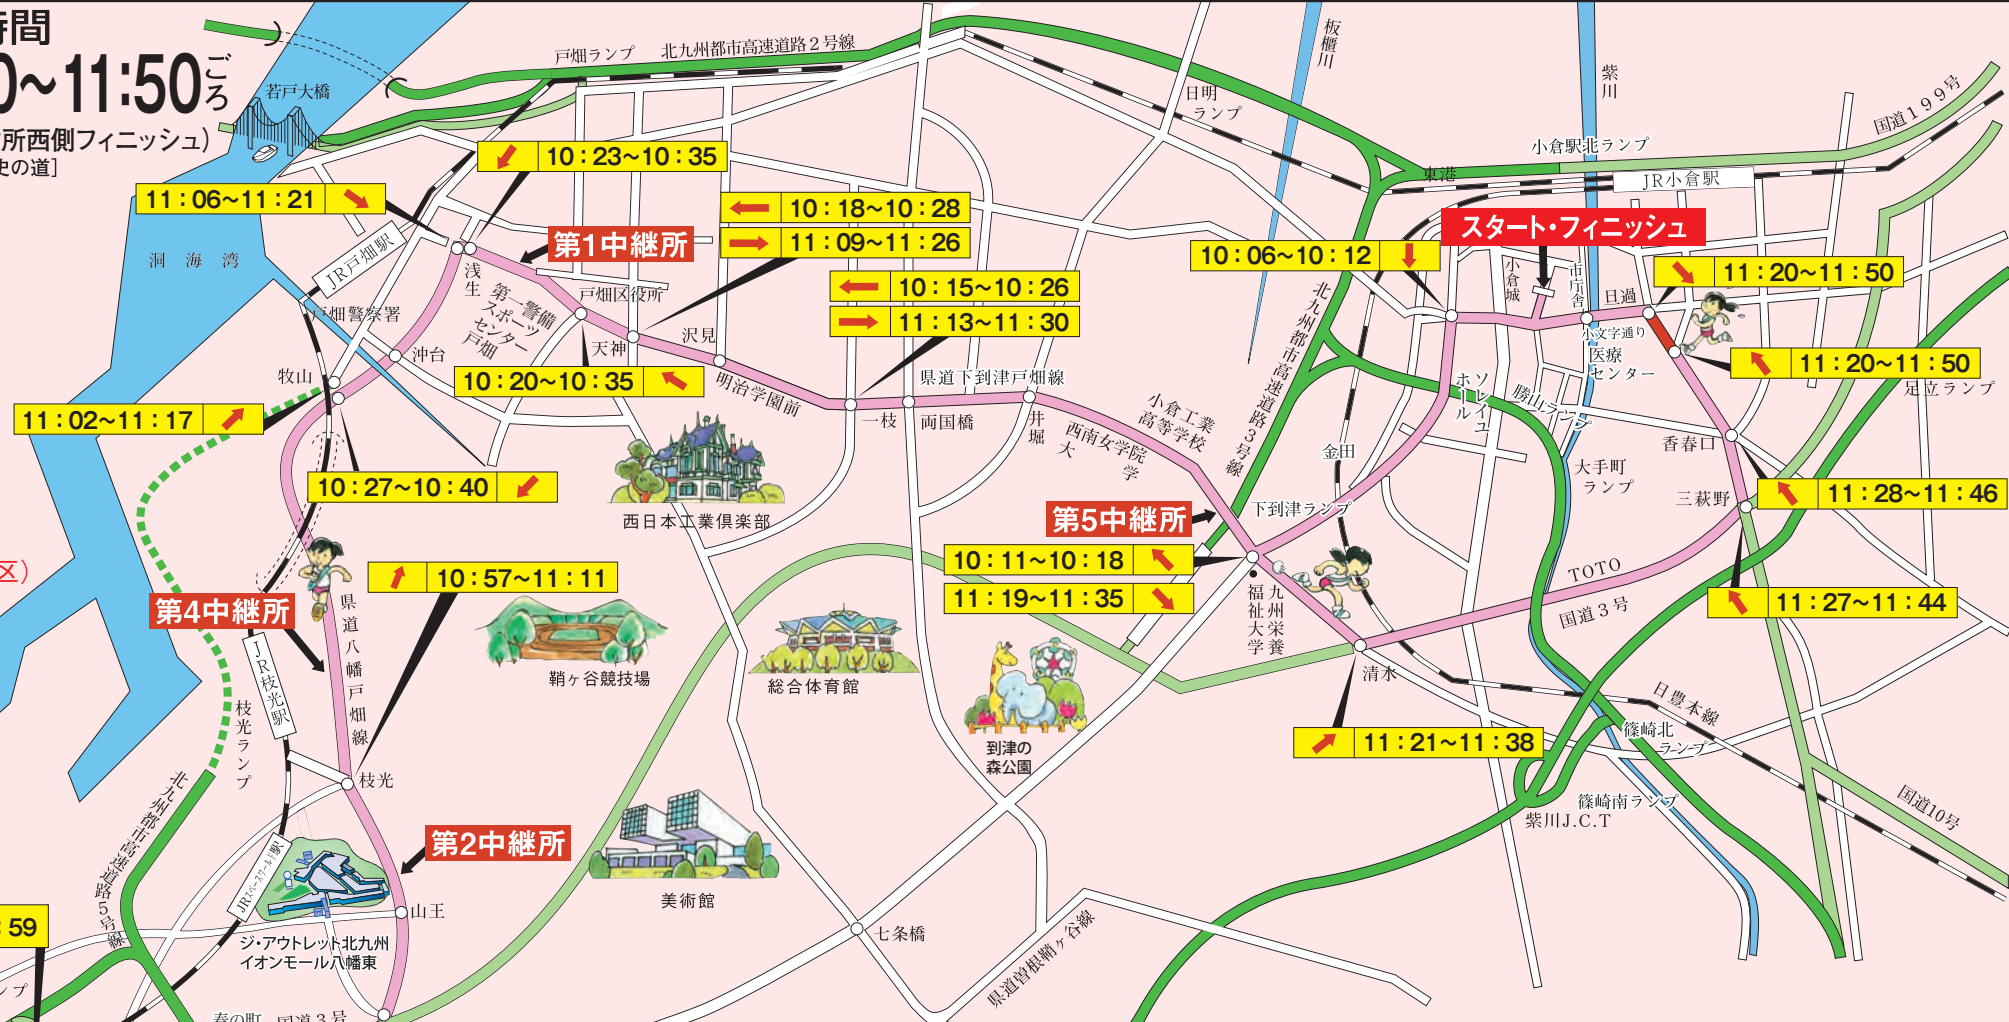 時間
0〜11:50ごろ
所西側フィニッシュ)
史の道]
区)
:59
若戸大橋
洞海湾
戸畑ランプ
北九州都市高速道路2号線
日明ランプ
板櫃川
紫川
国道199号
小倉駅北ランプ
東港
JR小倉駅
スタート・フィニッシュ
10:23〜10:35
11:06〜11:21
第1中継所
10:18〜10:28
11:09〜11:26
10:15〜10:26
11:13〜11:30
10:06〜10:12
11:20〜11:50
小倉城
市庁舎
旦過
小文字通り
医療センター
11:20〜11:50
足立ランプ
JR戸畑駅
浅生
戸畑警察署
第一警備スポーツセンター戸畑
戸畑区役所
天神
沢見
沖台
牧山
10:20〜10:35
明治学園前
県道下到津戸畑線
一枝
両国橋
井堀
小倉工業高等学校
西南女学院大学
北九州都市高速道路3号線
ソレイユホール
勝山ランプ
金田
大手町ランプ
香春口
三萩野
11:02〜11:17
10:27〜10:40
11:28〜11:46
11:27〜11:44
西日本工業倶楽部
第5中継所
下到津ランプ
10:11〜10:18
11:19〜11:35
九州栄養福祉大学
TOTO
国道3号
清水
10:57〜11:11
第4中継所
県道八幡戸畑線
JR枝光駅
枝光ランプ
鞘ヶ谷競技場
総合体育館
到津の森公園
11:21〜11:38
日豊本線
篠崎北ランプ
篠崎南ランプ
紫川J.C.T
国道10号
枝光
北九州都市高速道路5号線
第2中継所
JRスペースワールド駅
山王
美術館
七条橋
県道曽根鞘ヶ谷線
ジ・アウトレット北九州
イオンモール八幡東
ンプ
春の町
国道3号